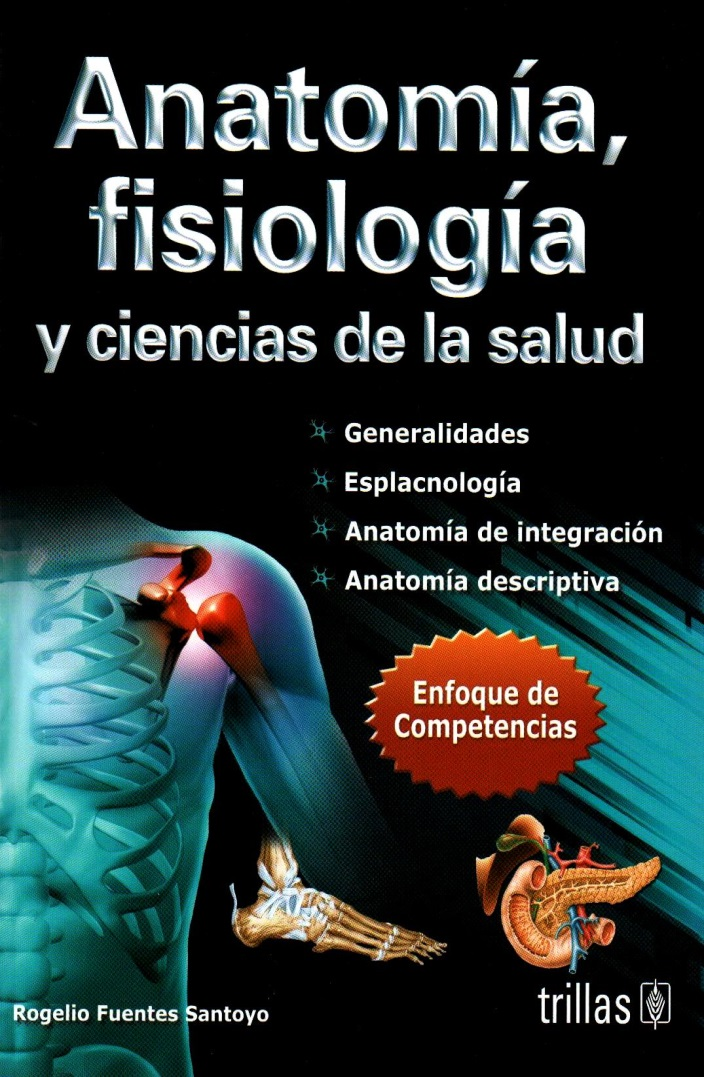 Anatomía,
fisiología
y ciencias de la salud
Generalidades
Esplacnología
Anatomía de integración
Anatomía descriptiva
Enfoque de
Competencias
Rogelio Fuentes Santoyo
trillas